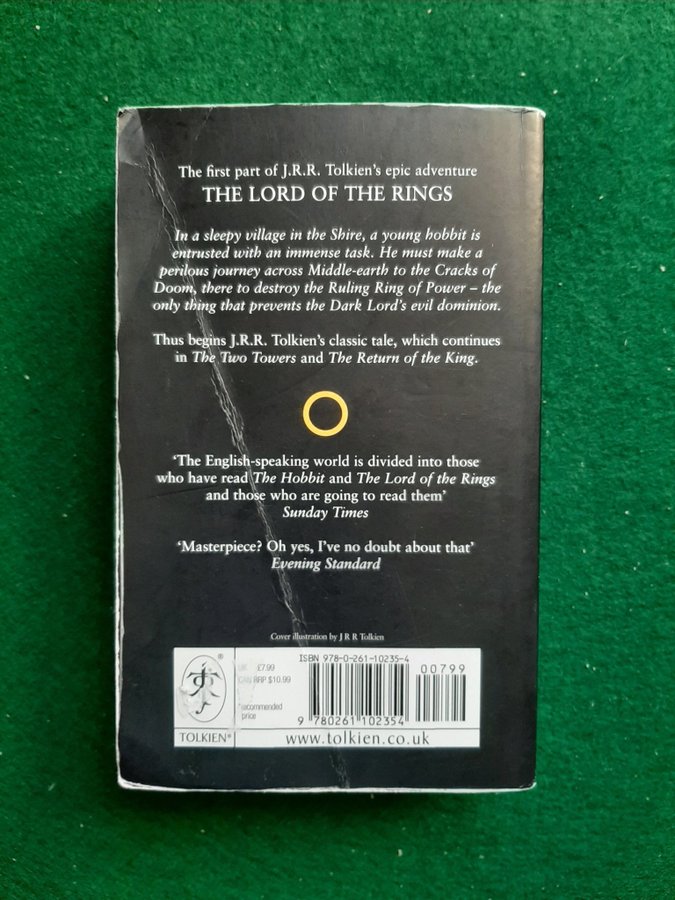 The first part of J.R.R. Tolkien's epic adventure
THE LORD OF THE RINGS
In a sleepy village in the Shire, a young hobbit is
entrusted with an immense task. He must make a
perilous journey across Middle-earth to the Cracks of
Doom, there to destroy the Ruling Ring of Power – the
only thing that prevents the Dark Lord's evil dominion.
Thus begins J.R.R. Tolkien's classic tale, which continues
in The Two Towers and The Return of the King.
'The English-speaking world is divided into those
who have read The Hobbit and The Lord of the Rings
and those who are going to read them'
Sunday Times
'Masterpiece? Oh yes, I've no doubt about that'
Evening Standard
Cover illustration by J R R Tolkien
®
TOLKIEN®
UK £7.99
CAN RRP $10.99
*recommended
price
ISBN 978-0-261-10235-4
00799
9 780261 102354
www.tolkien.co.uk